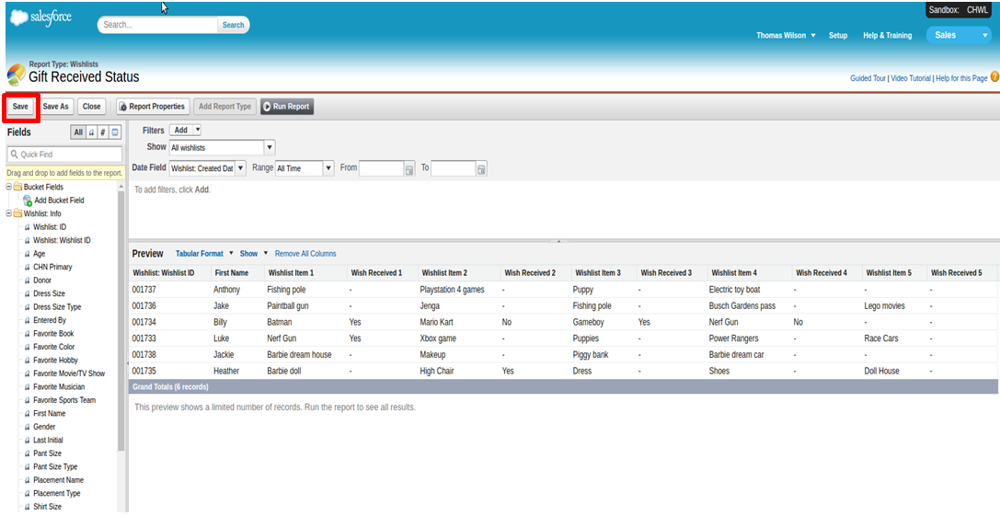 Sandbox: CHWL
salesforce
Search...
Search
Thomas Wilson
Setup
Help & Training
Sales
Report Type: Wishlists
Gift Received Status
Guided Tour | Video Tutorial | Help for this Page ?
Save
Save As
Close
Report Properties
Add Report Type
Run Report
Fields
All
a
#
Quick Find
Drag and drop to add fields to the report.
Bucket Fields
Add Bucket Field
Wishlist: Info
a Wishlist: ID
a Wishlist: Wishlist ID
a Age
a CHN Primary
a Donor
a Dress Size
a Dress Size Type
a Entered By
a Favorite Book
a Favorite Color
a Favorite Hobby
a Favorite Movie/TV Show
a Favorite Musician
a Favorite Sports Team
a First Name
a Gender
a Last Initial
a Pant Size
a Pant Size Type
a Placement Name
a Placement Type
a Shirt Size
Filters Add
Show All wishlists
Date Field Wishlist: Created Dat Range All Time From To
To add filters, click Add.
Preview Tabular Format Show Remove All Columns
Wishlist: Wishlist ID First Name Wishlist Item 1 Wish Received 1 Wishlist Item 2 Wish Received 2 Wishlist Item 3 Wish Received 3 Wishlist Item 4 Wish Received 4 Wishlist Item 5 Wish Received 5
001737 Anthony Fishing pole - Playstation 4 games - Puppy - Electric toy boat - - -
001736 Jake Paintball gun - Jenga - Fishing pole - Busch Gardens pass - Lego movies -
001734 Billy Batman Yes Mario Kart No Gameboy Yes Nerf Gun No - -
001733 Luke Nerf Gun Yes Xbox game - Puppies - Power Rangers - Race Cars -
001738 Jackie Barbie dream house - Makeup - Piggy bank - Barbie dream car - - -
001735 Heather Barbie doll - High Chair Yes Dress - Shoes - Doll House -
Grand Totals (6 records)
This preview shows a limited number of records. Run the report to see all results.